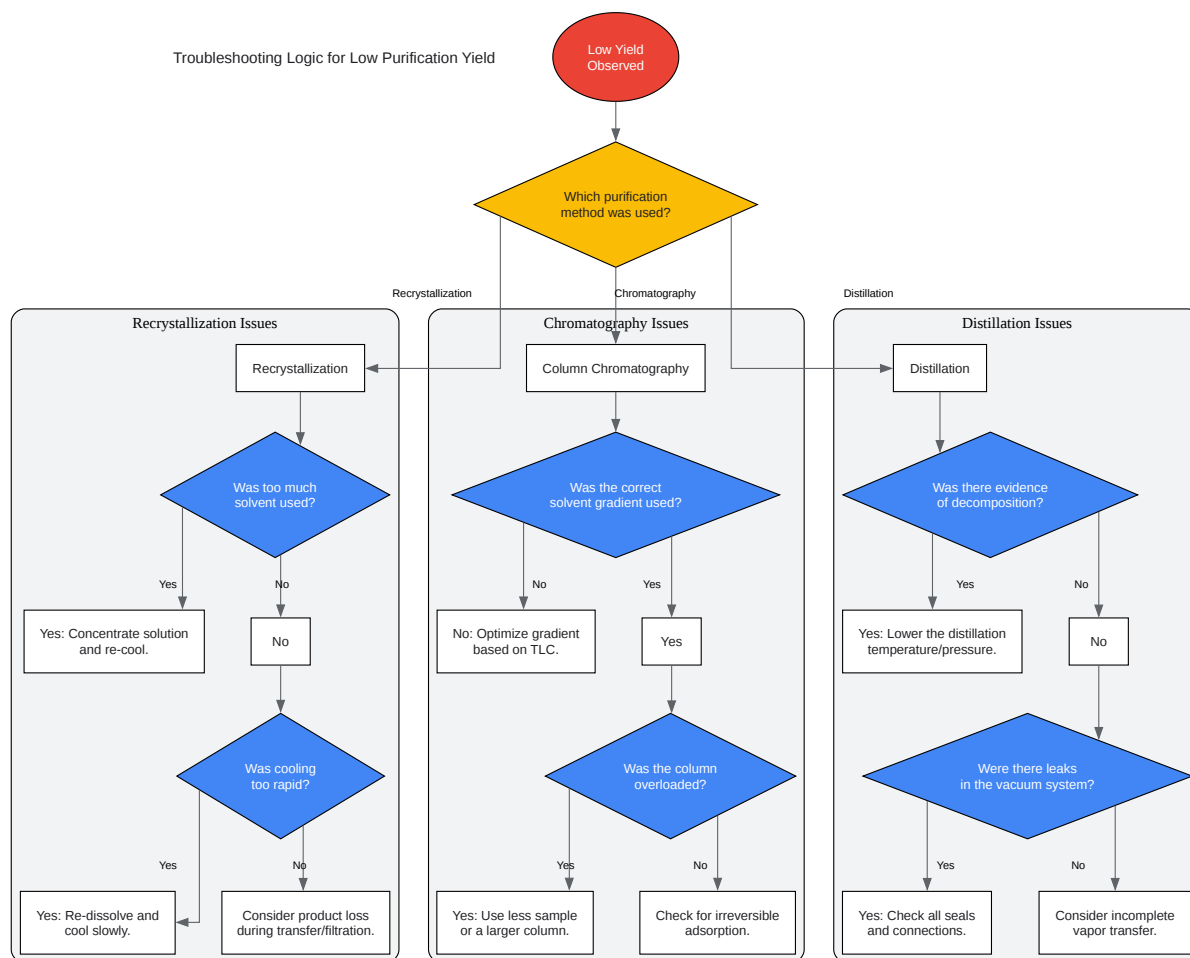 Troubleshooting Logic for Low Purification Yield
Low Yield
Observed
Which purification
method was used?
Recrystallization
Chromatography
Distillation
Recrystallization Issues
Recrystallization
Was too much
solvent used?
Yes
No
Yes: Concentrate solution
and re-cool.
No
Was cooling
too rapid?
Yes
No
Yes: Re-dissolve and
cool slowly.
Consider product loss
during transfer/filtration.
Chromatography Issues
Column Chromatography
Was the correct
solvent gradient used?
No
Yes
No: Optimize gradient
based on TLC.
Yes
Was the column
overloaded?
Yes
No
Yes: Use less sample
or a larger column.
Check for irreversible
adsorption.
Distillation Issues
Distillation
Was there evidence
of decomposition?
Yes
No
Yes: Lower the distillation
temperature/pressure.
No
Were there leaks
in the vacuum system?
Yes
No
Yes: Check all seals
and connections.
Consider incomplete
vapor transfer.